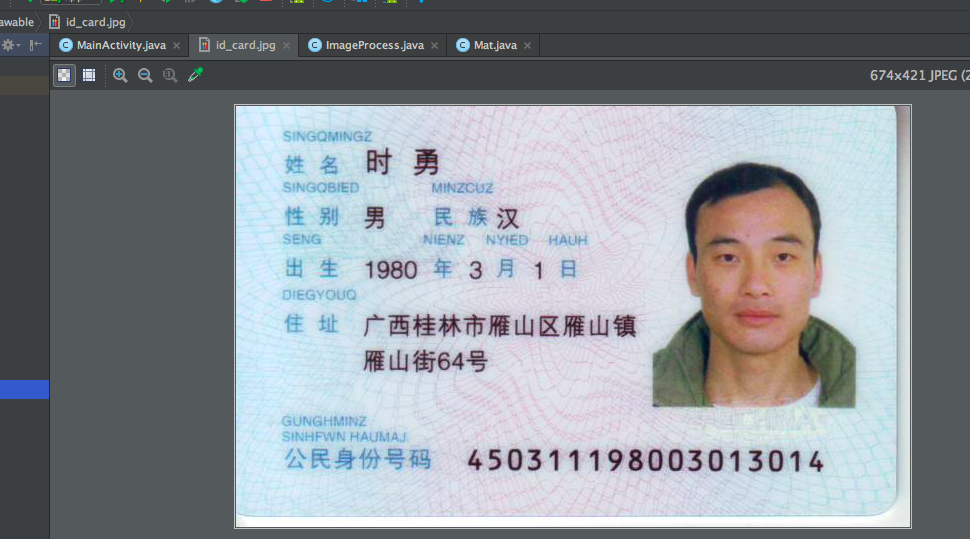 awable id_card.jpg
MainActivity.java id_card.jpg ImageProcess.java Mat.java
674x421 JPEG (2
SINGQMINGZ
姓 名 时 勇
SINGQBIED MINZCUZ
性 别 男 民 族 汉
SENG NIENZ NYIED HAUH
出 生 1980 年 3 月 1 日
DIEGYOUQ
住 址 广西桂林市雁山区雁山镇
雁山街64号
GUNGHMINZ
SINHFWN HAUMAJ
公民身份号码 450311198003013014